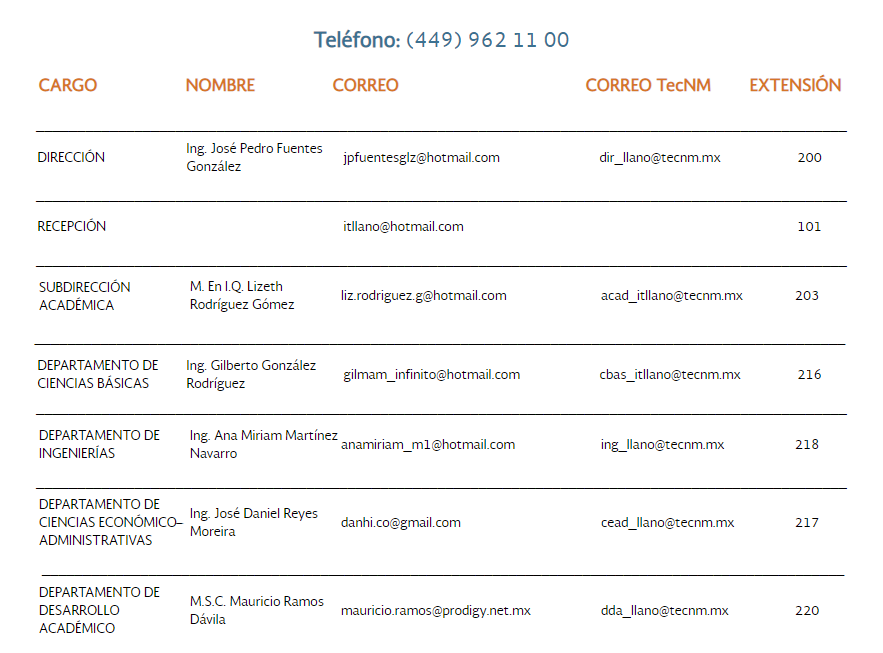 Teléfono: (449) 962 11 00
CARGO NOMBRE CORREO CORREO TecNM EXTENSIÓN
DIRECCIÓN Ing. José Pedro Fuentes González jpfuentesglz@hotmail.com dir_llano@tecnm.mx 200
RECEPCIÓN itllano@hotmail.com 101
SUBDIRECCIÓN ACADÉMICA M. En I.Q. Lizeth Rodríguez Gómez liz.rodriguez.g@hotmail.com acad_itllano@tecnm.mx 203
DEPARTAMENTO DE CIENCIAS BÁSICAS Ing. Gilberto González Rodríguez gilmam_infinito@hotmail.com cbas_itllano@tecnm.mx 216
DEPARTAMENTO DE INGENIERÍAS Ing. Ana Miriam Martínez Navarro anamiriam_m1@hotmail.com ing_llano@tecnm.mx 218
DEPARTAMENTO DE CIENCIAS ECONÓMICO– ADMINISTRATIVAS Ing. José Daniel Reyes Moreira danhi.co@gmail.com cead_llano@tecnm.mx 217
DEPARTAMENTO DE DESARROLLO ACADÉMICO M.S.C. Mauricio Ramos Dávila mauricio.ramos@prodigy.net.mx dda_llano@tecnm.mx 220